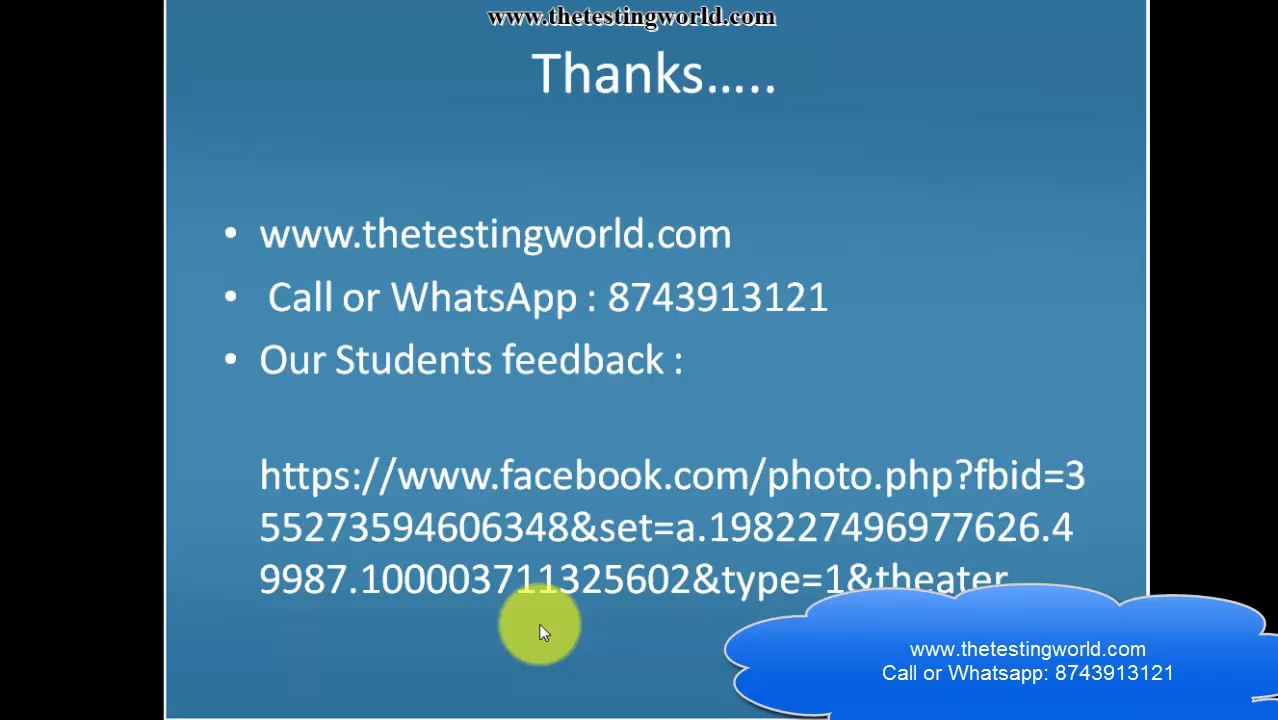 www.thetestingworld.com
Thanks.....
• www.thetestingworld.com
• Call or WhatsApp : 8743913121
• Our Students feedback :
https://www.facebook.com/photo.php?fbid=3
55273594606348&set=a.198227496977626.4
9987.100003711325602&type=1&theater
www.thetestingworld.com
Call or Whatsapp: 8743913121